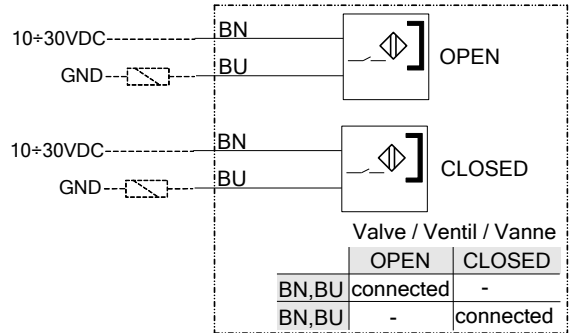 10÷30VDC BN
GND BU OPEN
10÷30VDC BN
GND BU CLOSED
Valve / Ventil / Vanne
OPEN CLOSED
BN,BU connected -
BN,BU - connected